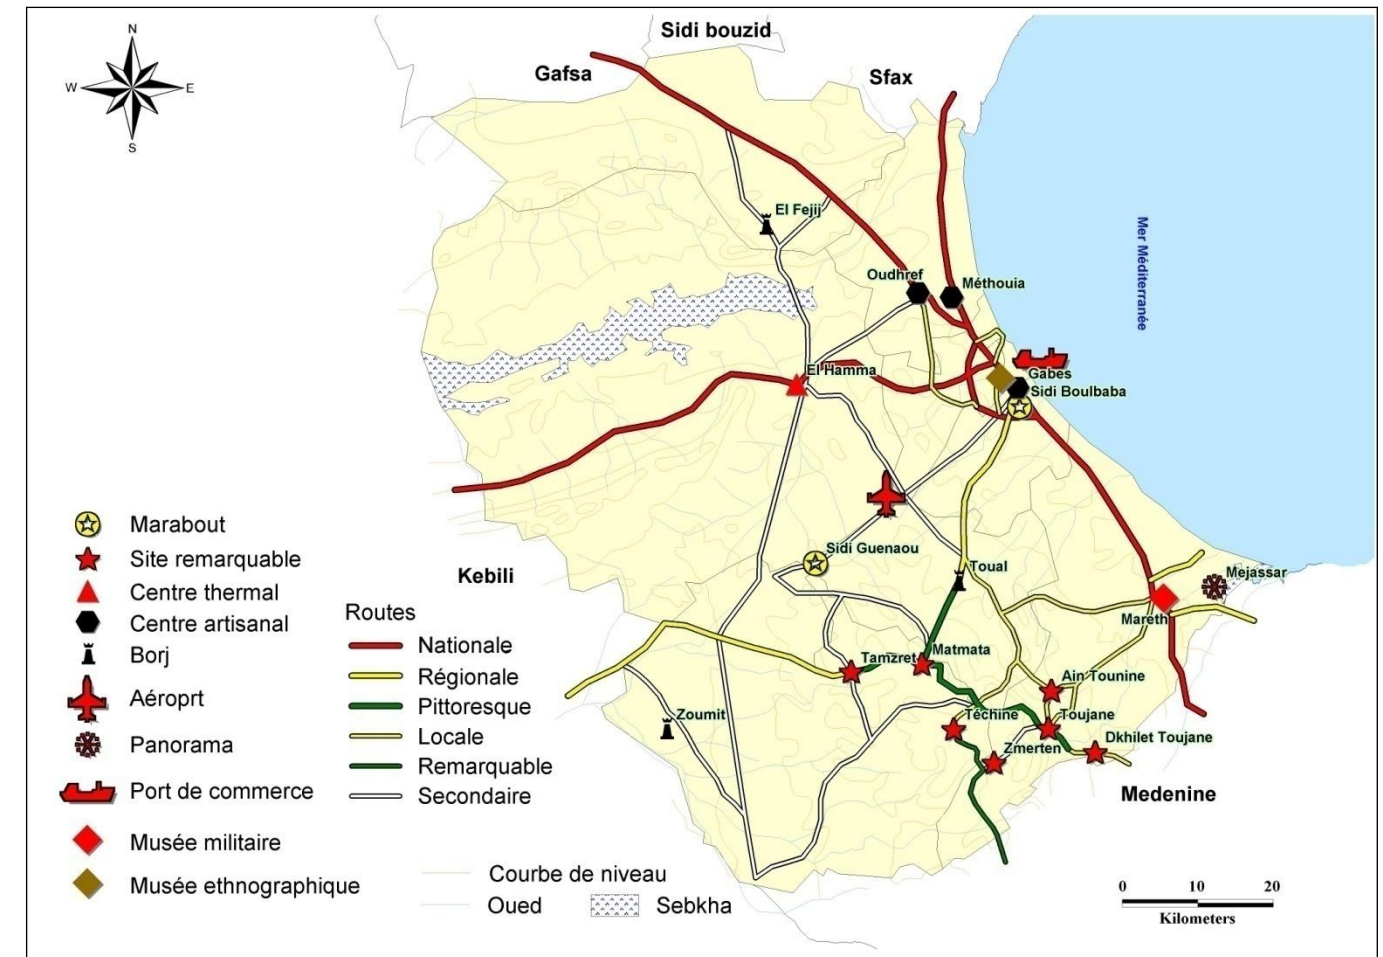 N
W
E
S
Sidi bouzid
Gafsa
Sfax
El Fejij
Mer Méditerranée
Oudhref
Méthouia
El Hamma
Gabes
Sidi Boulbaba
Sidi Guenaou
Toual
Mejassar
Kebili
Mareth
Tamzret
Matmata
Ain Tounine
Zoumit
Téchine
Toujane
Zmerten
Dkhilet Toujane
Medenine
Marabout
Site remarquable
Centre thermal
Centre artisanal
Borj
Aéroprt
Panorama
Port de commerce
Musée militaire
Musée ethnographique
Routes
Nationale
Régionale
Pittoresque
Locale
Remarquable
Secondaire
Courbe de niveau
Oued
Sebkha
0 10 20
Kilometers